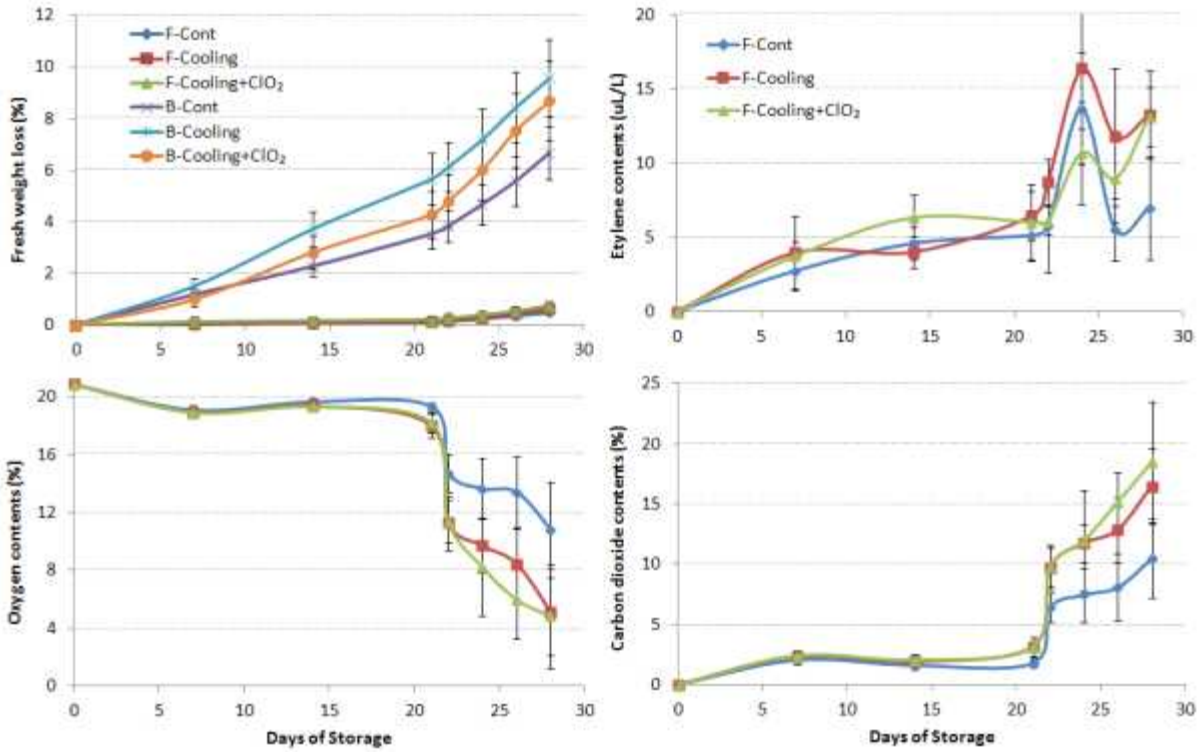 12
10
8
6
4
2
0
Fresh weight loss (%)
F-Cont
F-Cooling
F-Cooling+ClO₂
B-Cont
B-Cooling
B-Cooling+ClO₂
0 5 10 15 20 25 30
20
15
10
5
0
Etylene contents (uL/L)
F-Cont
F-Cooling
F-Cooling+ClO₂
0 5 10 15 20 25 30
20
16
12
8
4
0
Oxygen contents (%)
0 5 10 15 20 25 30
Days of Storage
25
20
15
10
5
0
Carbon dioxide contents (%)
0 5 10 15 20 25 30
Days of Storage